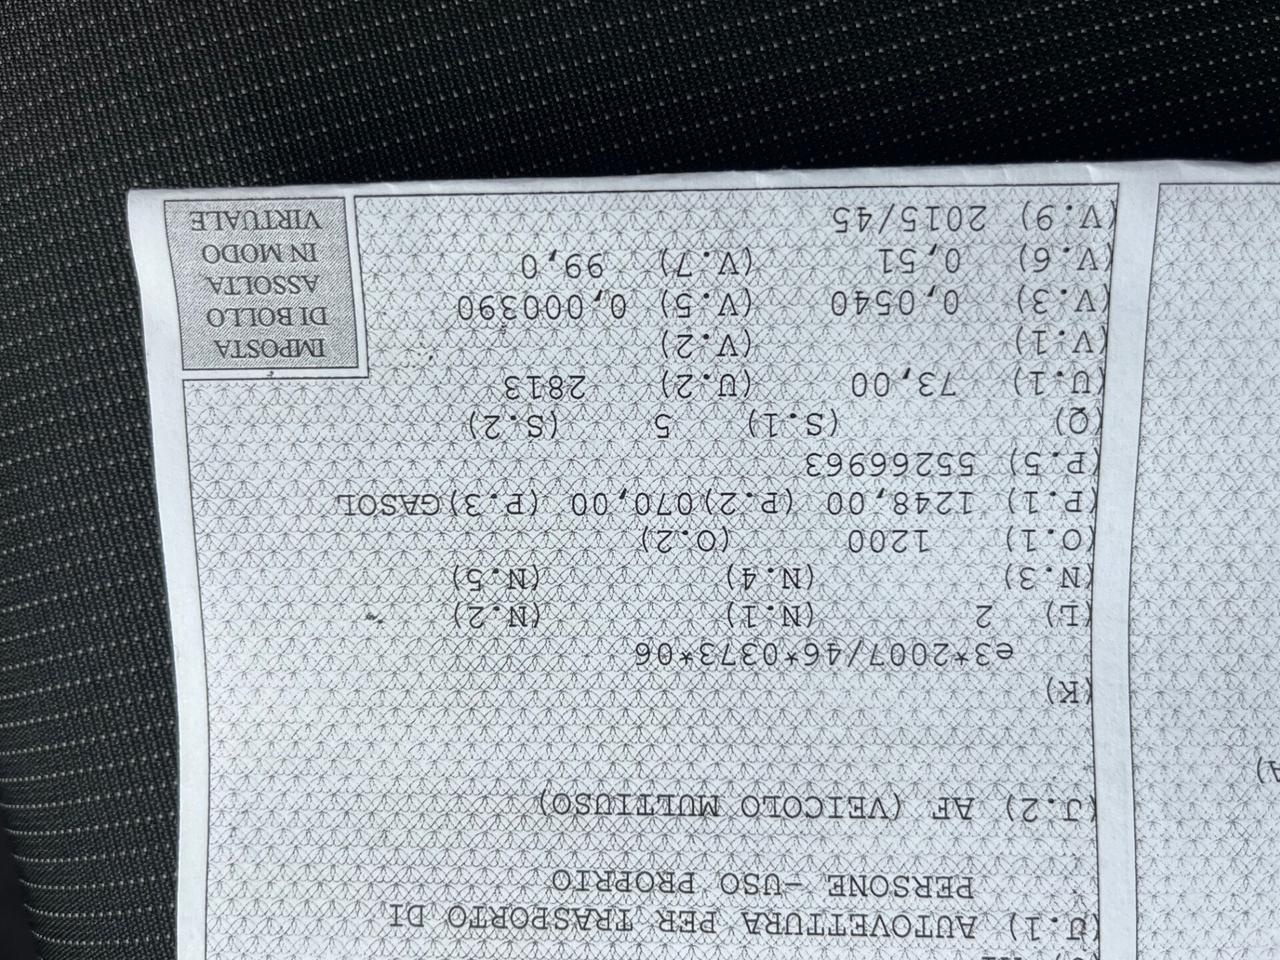 (J.1) AUTOVETTURA PER TRASPORTO DI
PERSONE -USO PROPRIO
(J.2) AF (VEICOLO MULTIUSO)
(K)
e3*2007/46*0373*06
(L) 2 (N.1) (N.2)
(N.3) (N.4) (N.5)
(O.1) 1200 (O.2)
(P.1) 1248,00 (P.2)070,00 (P.3)GASOL
(P.5) 55266963
(Q) (S.1) 5 (S.2)
(U.1) 73,00 (U.2) 2813
(V.1) (V.2)
(V.3) 0,0540 (V.5) 0,000390
(V.6) 0,51 (V.7) 99,0
(V.9) 2015/45
IMPOSTA
DI BOLLO
ASSOLTA
IN MODO
VIRTUALE